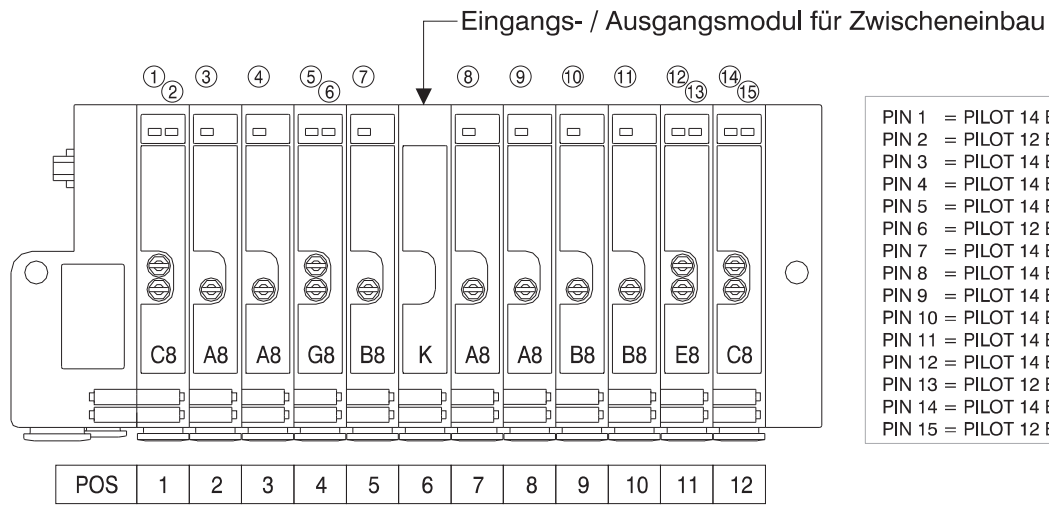 Eingangs- / Ausgangsmodul für Zwischeneinbau
① ② ③ ④ ⑤ ⑥ ⑦ ⑧ ⑨ ⑩ ⑪ ⑫ ⑬ ⑭ ⑮
C8 A8 A8 G8 B8 K A8 A8 B8 B8 E8 C8
POS 1 2 3 4 5 6 7 8 9 10 11 12
PIN 1 = PILOT 14
PIN 2 = PILOT 12
PIN 3 = PILOT 14
PIN 4 = PILOT 14
PIN 5 = PILOT 14
PIN 6 = PILOT 12
PIN 7 = PILOT 14
PIN 8 = PILOT 14
PIN 9 = PILOT 14
PIN 10 = PILOT 14
PIN 11 = PILOT 14
PIN 12 = PILOT 14
PIN 13 = PILOT 12
PIN 14 = PILOT 14
PIN 15 = PILOT 12